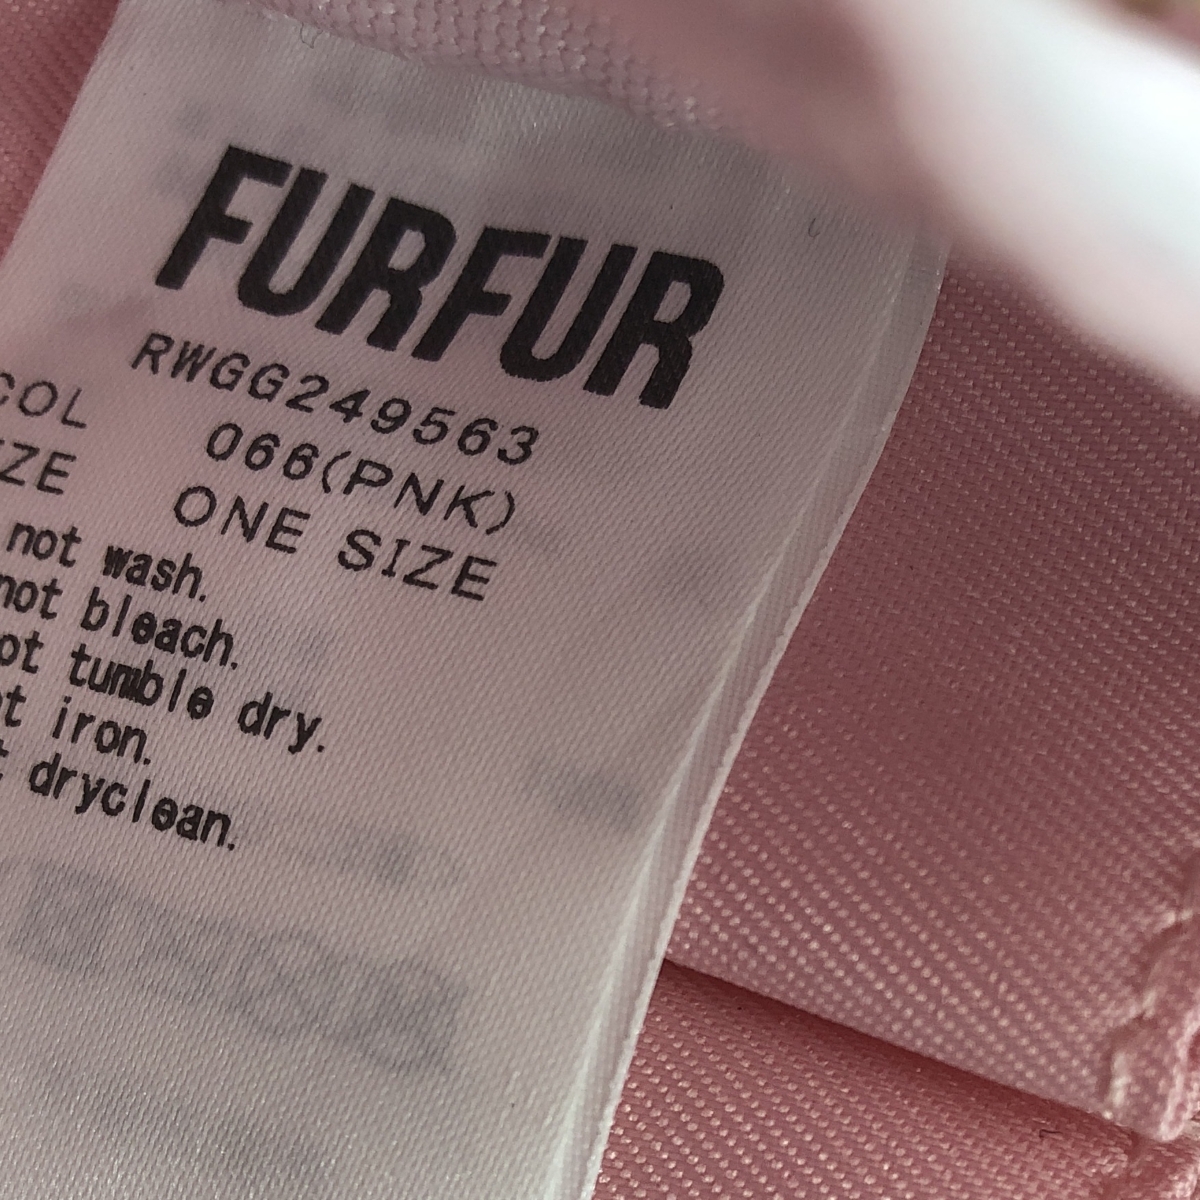 FURFUR
RWGG249563
COL 066(PNK)
ZE ONE SIZE
not wash.
not bleach.
ot tumble dry.
t iron.
t dryclean.